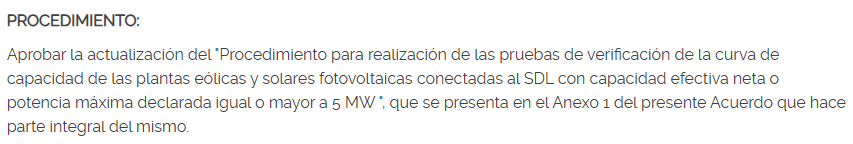 PROCEDIMIENTO:
Aprobar la actualización del "Procedimiento para realización de las pruebas de verificación de la curva de
capacidad de las plantas eólicas y solares fotovoltaicas conectadas al SDL con capacidad efectiva neta o
potencia máxima declarada igual o mayor a 5 MW ", que se presenta en el Anexo 1 del presente Acuerdo que hace
parte integral del mismo.